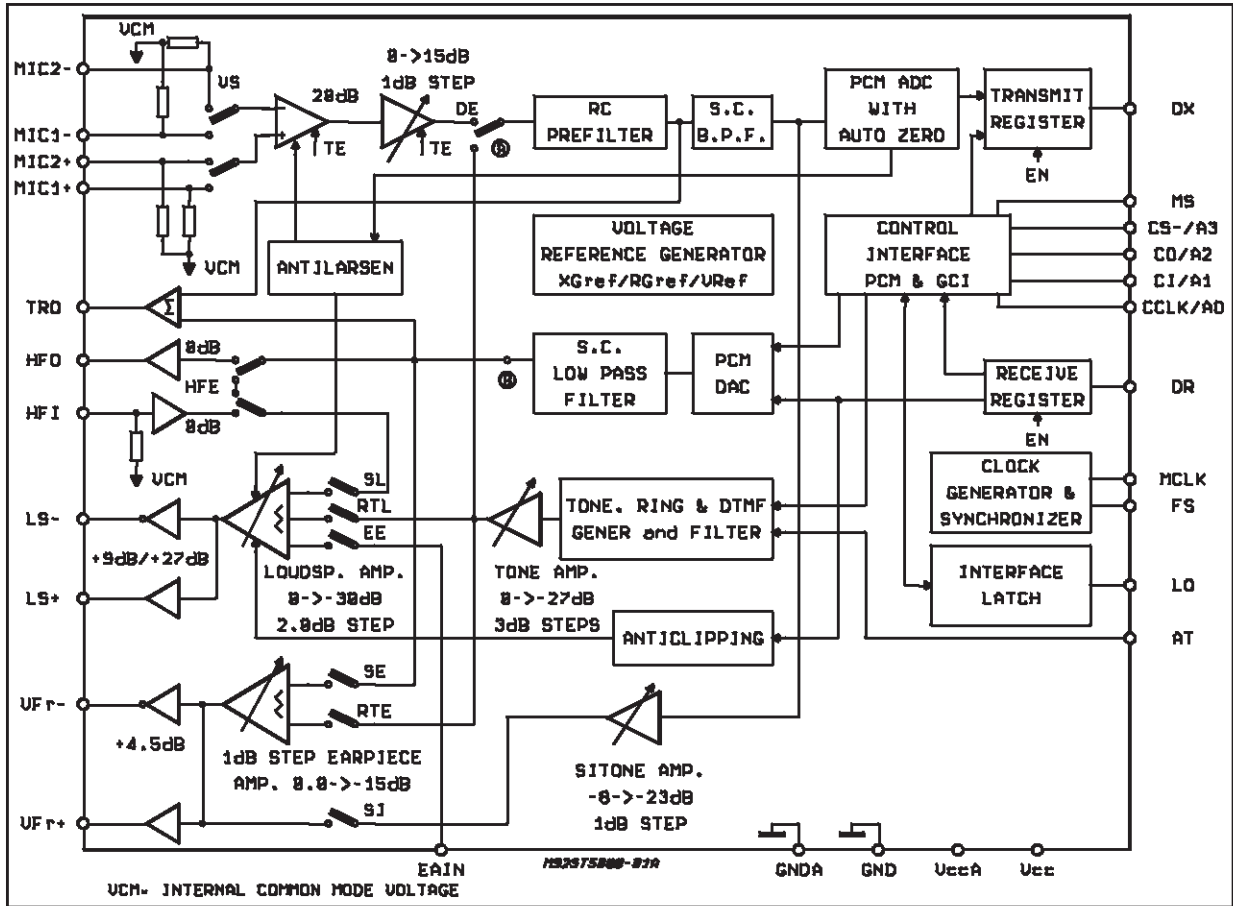 VCM
MIC2-
VS
20dB
0->15dB
1dB STEP
DE
TE
TE
RC
PREFILTER
S.C.
B.P.F.
PCM ADC
WITH
AUTO ZERO
TRANSMIT
REGISTER
DX
EN
MIC1-
MIC2+
MIC1+
VCM
ANTILARSEN
VOLTAGE
REFERENCE GENERATOR
XGref/RGref/VRef
CONTROL
INTERFACE
PCM & GCI
MS
CS-/A3
CO/A2
CI/A1
CCLK/A0
TRO
Σ
HFO
0dB
HFE
HFI
0dB
VCM
S.C.
LOW PASS
FILTER
PCM
DAC
RECEIVE
REGISTER
DR
EN
CLOCK
GENERATOR &
SYNCHRONIZER
MCLK
FS
SL
RTL
EE
LS-
+9dB/+27dB
LS+
LOUDSP. AMP.
0->-30dB
2.0dB STEP
TONE AMP.
0->-27dB
3dB STEPS
TONE. RING & DTMF
GENER and FILTER
INTERFACE
LATCH
LO
AT
ANTICLIPPING
SE
RTE
VFr-
+4.5dB
1dB STEP EARPIECE
AMP. 0.0->-15dB
SI
VFr+
SITONE AMP.
-8->-23dB
1dB STEP
EAIN
M92ST5080-01A
GNDA
GND
VccA
Vcc
VCM= INTERNAL COMMON MODE VOLTAGE